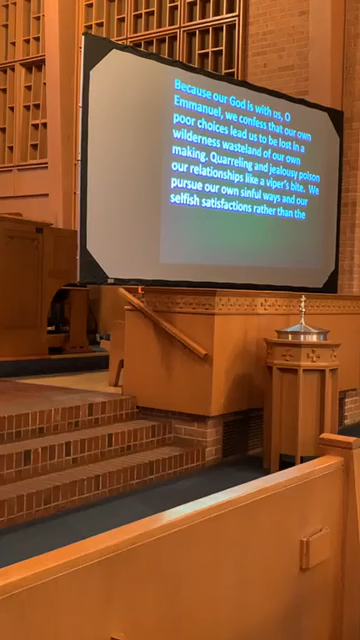 Because our God is with us, O
Emmanuel, we confess that our own
poor choices lead us to be lost in a
wilderness wasteland of our own
making. Quarreling and jealousy poison
our relationships like a viper's bite. We
pursue our own sinful ways and our
selfish satisfactions rather than the